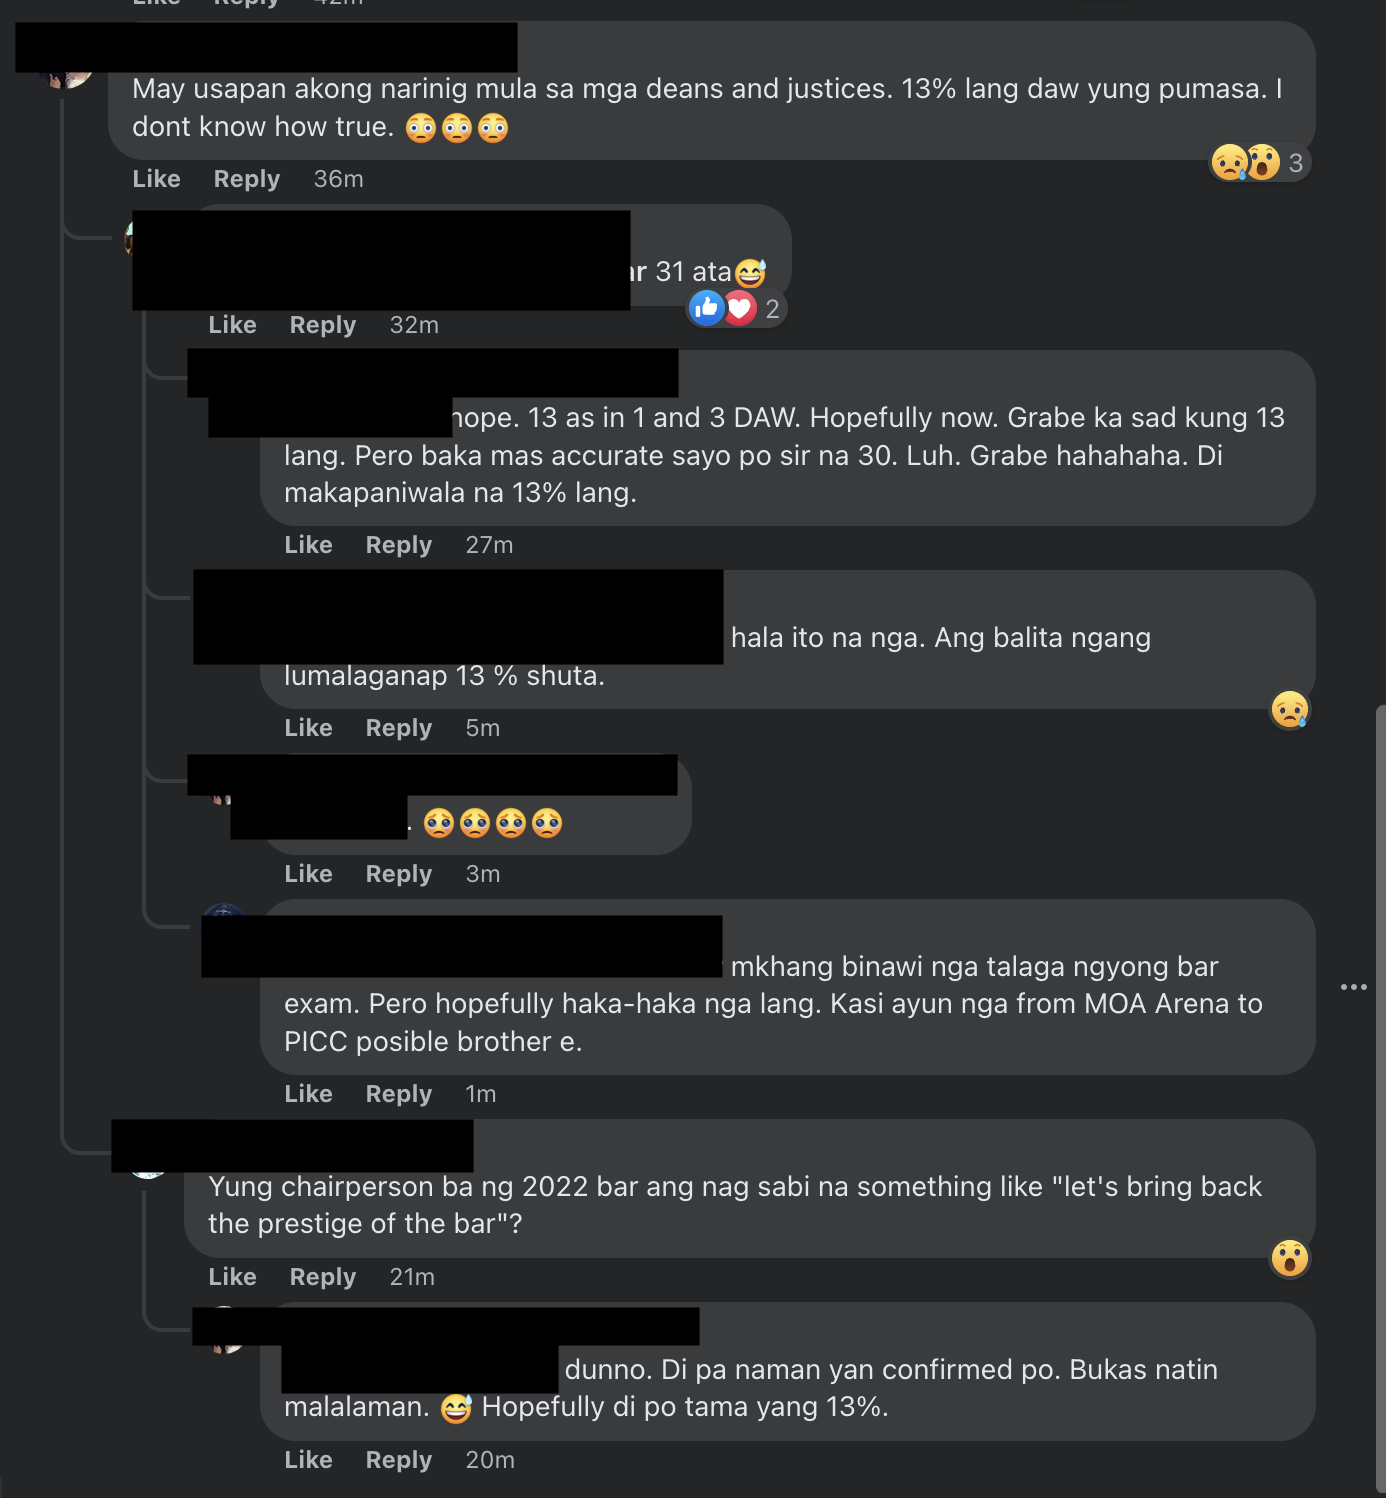 Like Reply 42m
May usapan akong narinig mula sa mga deans and justices. 13% lang daw yung pumasa. I
dont know how true. 😳😳😳
Like Reply 36m
3
31 ata😅
2
Like Reply 32m
nope. 13 as in 1 and 3 DAW. Hopefully now. Grabe ka sad kung 13
lang. Pero baka mas accurate sayo po sir na 30. Luh. Grabe hahahaha. Di
makapaniwala na 13% lang.
Like Reply 27m
hala ito na nga. Ang balita ngang
lumalaganap 13 % shuta.
Like Reply 5m
. 🥺🥺🥺🥺
Like Reply 3m
mkhang binawi nga talaga ngyong bar
exam. Pero hopefully haka-haka nga lang. Kasi ayun nga from MOA Arena to
PICC posible brother e.
Like Reply 1m
Yung chairperson ba ng 2022 bar ang nag sabi na something like "let's bring back
the prestige of the bar"?
Like Reply 21m
dunno. Di pa naman yan confirmed po. Bukas natin
malalaman. 😅 Hopefully di po tama yang 13%.
Like Reply 20m